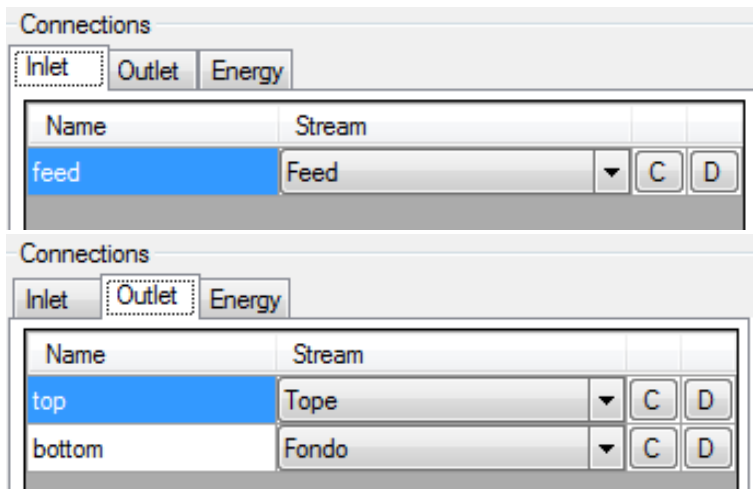 Connections
Inlet Outlet Energy
Name Stream
feed Feed C D
Connections
Inlet Outlet Energy
Name Stream
top Tope C D
bottom Fondo C D